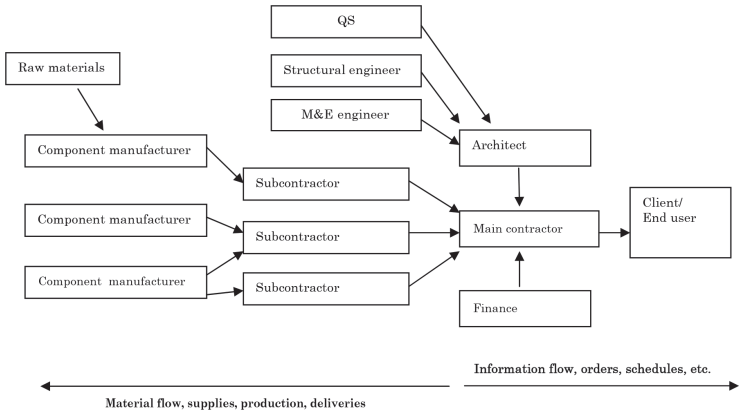 QS
Structural engineer
M&E engineer
Raw materials
Component manufacturer
Architect
Subcontractor
Component manufacturer
Subcontractor
Main contractor
Client/
End user
Component manufacturer
Subcontractor
Finance
Information flow, orders, schedules, etc.
Material flow, supplies, production, deliveries